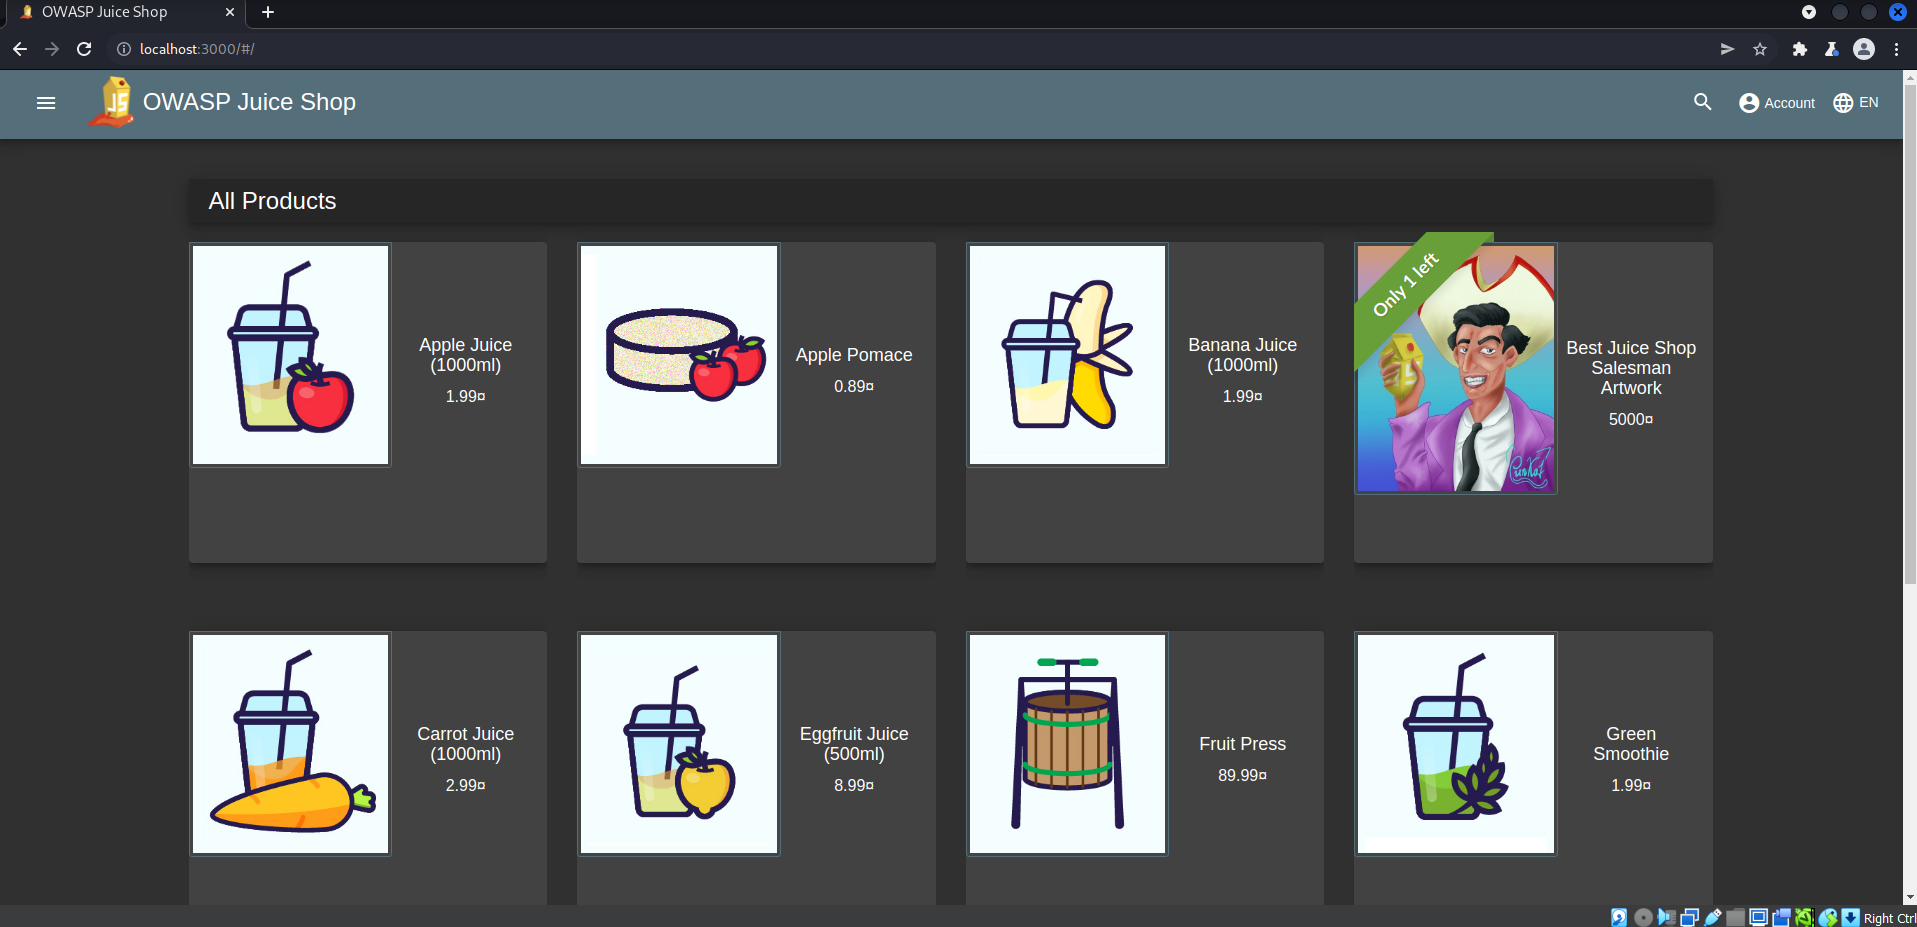 OWASP Juice Shop
localhost:3000/#/
JS
OWASP Juice Shop
Account
EN
All Products
Apple Juice
(1000ml)
1.99¤
Apple Pomace
0.89¤
Banana Juice
(1000ml)
1.99¤
Only 1 left
Best Juice Shop
Salesman
Artwork
5000¤
Carrot Juice
(1000ml)
2.99¤
Eggfruit Juice
(500ml)
8.99¤
Fruit Press
89.99¤
Green
Smoothie
1.99¤
Right Ctrl